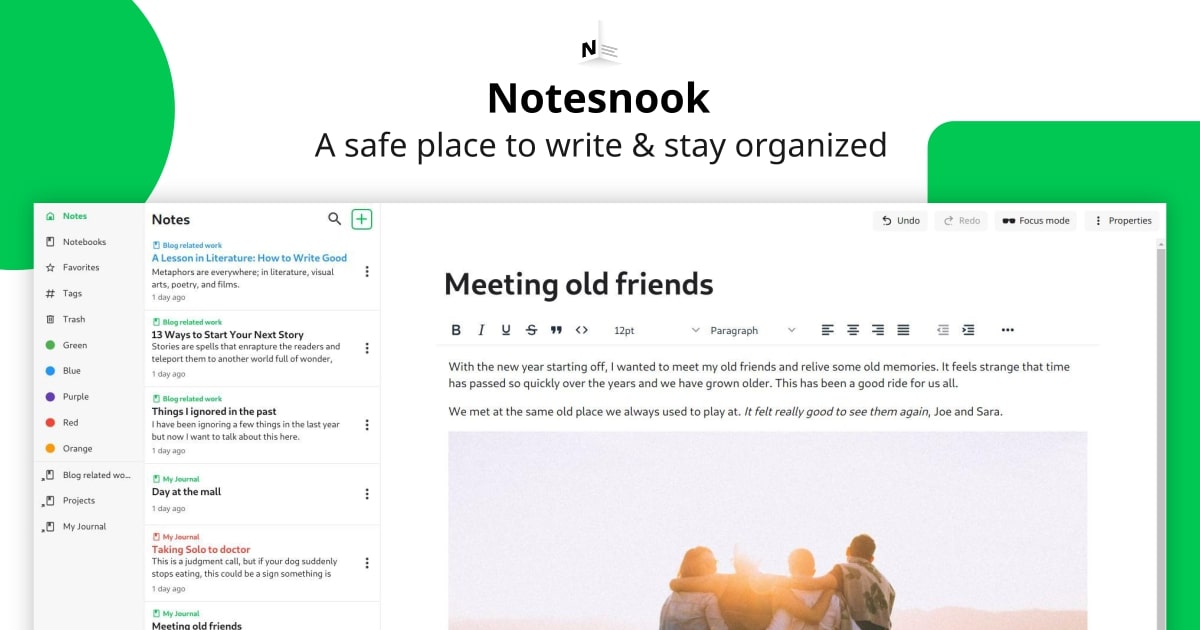 N
Notesnook
A safe place to write & stay organized
Notes
Notebooks
Favorites
Tags
Trash
Green
Blue
Purple
Red
Orange
Blog related wo...
Projects
My Journal
Notes
Blog related work
A Lesson in Literature: How to Write Good
Metaphors are everywhere; in literature, visual
arts, poetry, and films.
1 day ago
Blog related work
13 Ways to Start Your Next Story
Stories are spells that enrapture the readers and
teleport them to another world full of wonder,
1 day ago
Blog related work
Things I ignored in the past
I have been ignoring a few things in the last year
but now I want to talk about this here.
1 day ago
My Journal
Day at the mall
1 day ago
My Journal
Taking Solo to doctor
This is a judgment call, but if your dog suddenly
stops eating, this could be a sign something is
1 day ago
My Journal
Meeting old friends
Undo Redo Focus mode Properties
Meeting old friends
B I U S 12pt Paragraph
With the new year starting off, I wanted to meet my old friends and relive some old memories. It feels strange that time
has passed so quickly over the years and we have grown older. This has been a good ride for us all.
We met at the same old place we always used to play at. It felt really good to see them again, Joe and Sara.